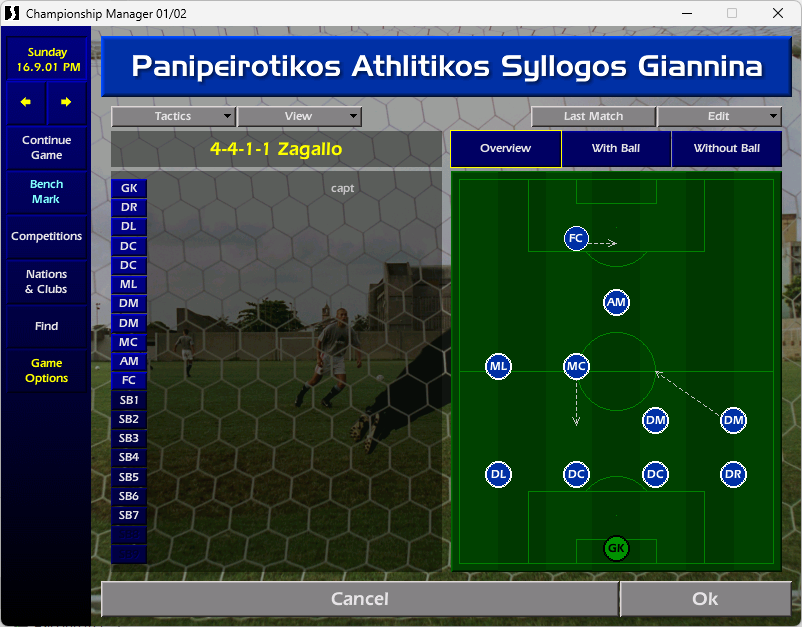 Championship Manager 01/02
Sunday
16.9.01 PM
Panipeirotikos Athlitikos Syllogos Giannina
Continue
Game
Bench
Mark
Competitions
Nations
& Clubs
Find
Game
Options
Tactics
View
Last Match
Edit
4-4-1-1 Zagallo
Overview
With Ball
Without Ball
GK
capt
DR
DL
DC
DC
ML
DM
DM
MC
AM
FC
SB1
SB2
SB3
SB4
SB5
SB6
SB7
FC
AM
ML
MC
DM
DM
DL
DC
DC
DR
GK
Cancel
Ok